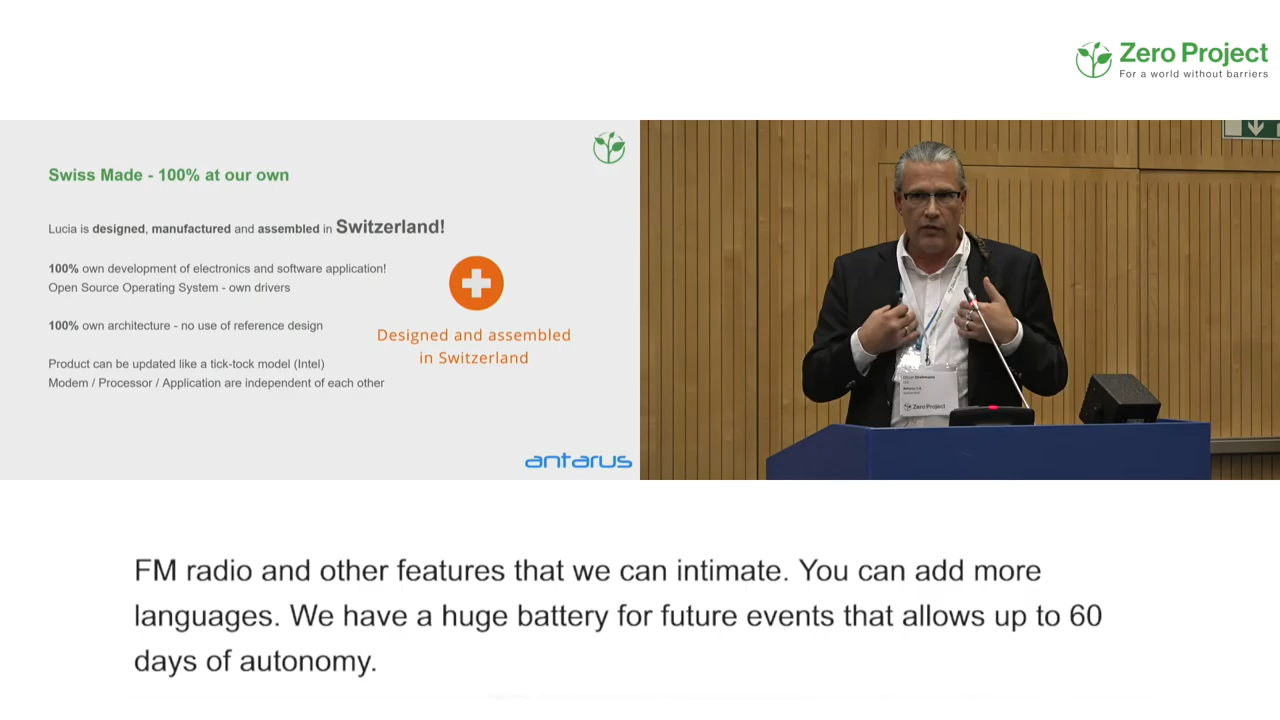 Zero Project
For a world without barriers
Swiss Made - 100% at our own
Lucia is designed, manufactured and assembled in Switzerland!
100% own development of electronics and software application!
Open Source Operating System - own drivers
100% own architecture - no use of reference design
Designed and assembled
in Switzerland
Product can be updated like a tick-tock model (Intel)
Modem / Processor / Application are independent of each other
antarus
Zero Project
FM radio and other features that we can intimate. You can add more
languages. We have a huge battery for future events that allows up to 60
days of autonomy.